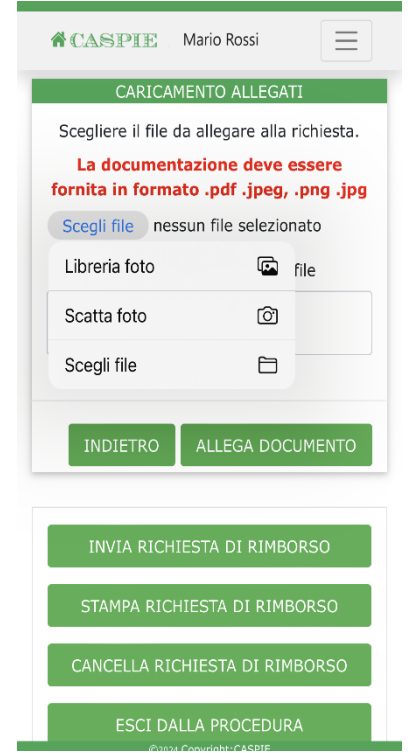 CASPIE Mario Rossi
CARICAMENTO ALLEGATI
Scegliere il file da allegare alla richiesta.
La documentazione deve essere
fornita in formato .pdf .jpeg, .png .jpg
Scegli file nessun file selezionato
Libreria foto
file
Scatta foto
Scegli file
INDIETRO ALLEGA DOCUMENTO
INVIA RICHIESTA DI RIMBORSO
STAMPA RICHIESTA DI RIMBORSO
CANCELLA RICHIESTA DI RIMBORSO
ESCI DALLA PROCEDURA
©2024 Copyright:CASPIE